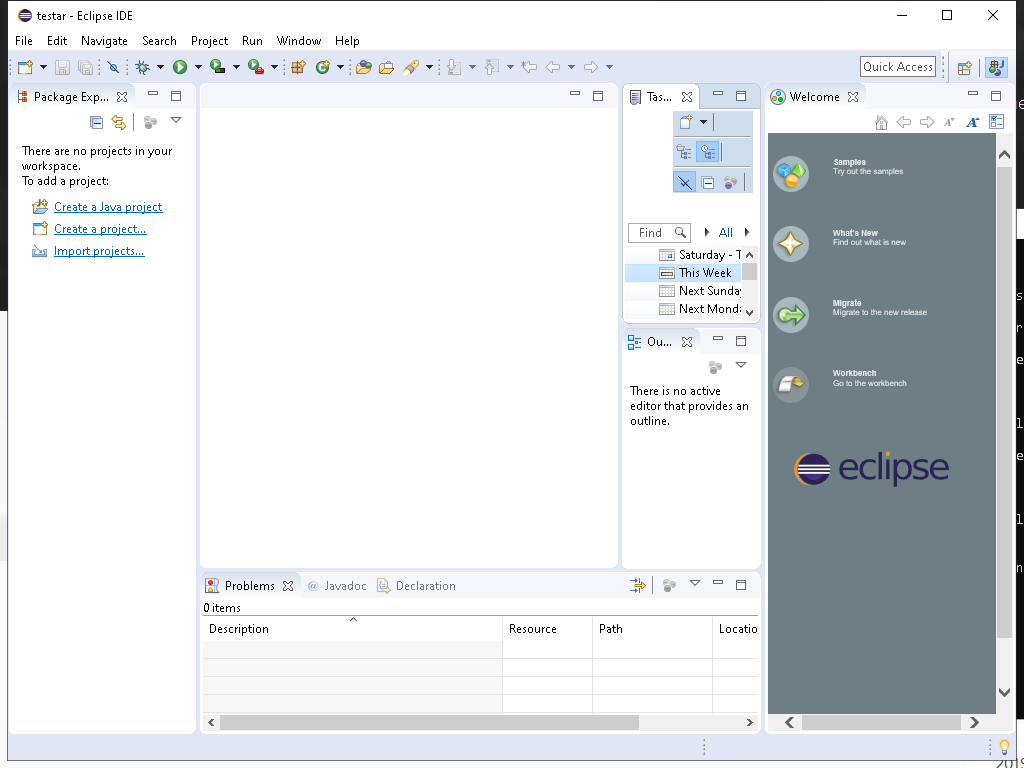 testar - Eclipse IDE
File Edit Navigate Search Project Run Window Help
Quick Access
Package Exp...
There are no projects in your
workspace.
To add a project:
Create a Java project
Create a project...
Import projects...
Tas...
Find
All
Saturday - T
This Week
Next Sunday
Next Monda
Ou...
There is no active
editor that provides an
outline.
Welcome
Samples
Try out the samples
What's New
Find out what is new
Migrate
Migrate to the new release
Workbench
Go to the workbench
eclipse
Problems
@ Javadoc
Declaration
0 items
Description Resource Path Locatio